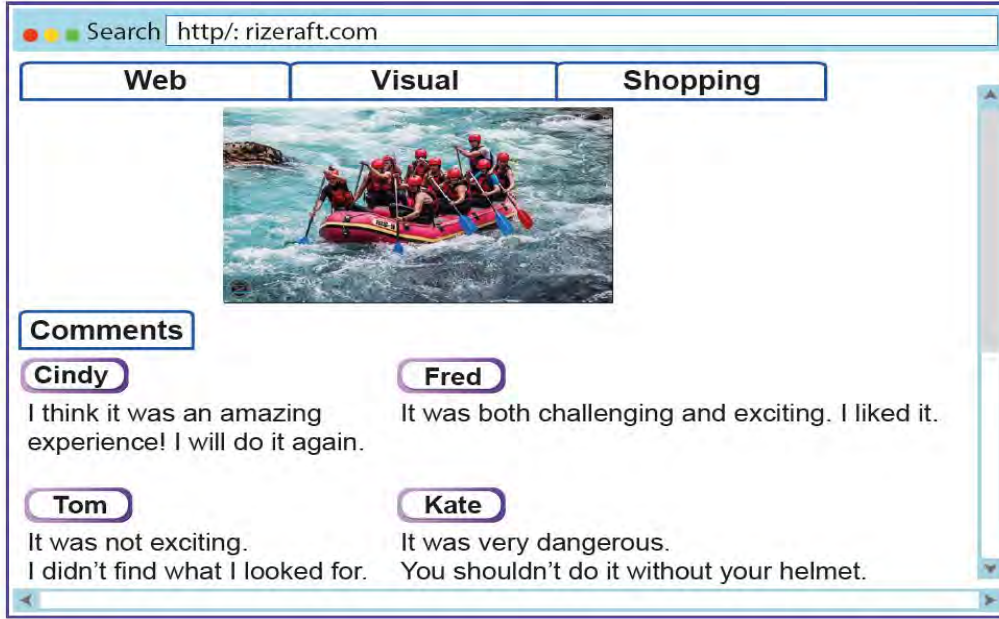 Search http/: rizeraft.com
Web Visual Shopping
Comments
Cindy
I think it was an amazing
experience! I will do it again.
Fred
It was both challenging and exciting. I liked it.
Tom
It was not exciting.
I didn't find what I looked for.
Kate
It was very dangerous.
You shouldn't do it without your helmet.